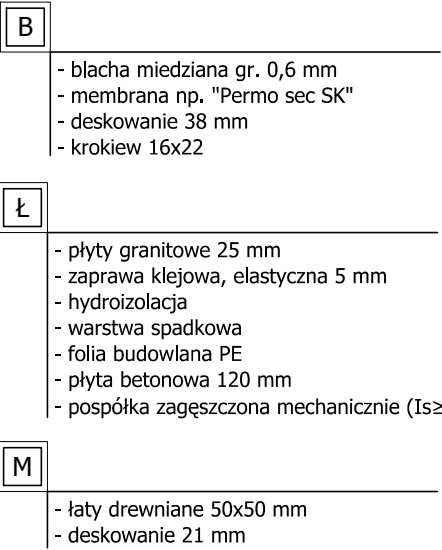 B
- blacha miedziana gr. 0,6 mm
- membrana np. "Permo sec SK"
- deskowanie 38 mm
- krokiew 16x22
Ł
- płyty granitowe 25 mm
- zaprawa klejowa, elastyczna 5 mm
- hydroizolacja
- warstwa spadkowa
- folia budowlana PE
- płyta betonowa 120 mm
- pospółka zagęszczona mechanicznie (Is≥
M
- łaty drewniane 50x50 mm
- deskowanie 21 mm